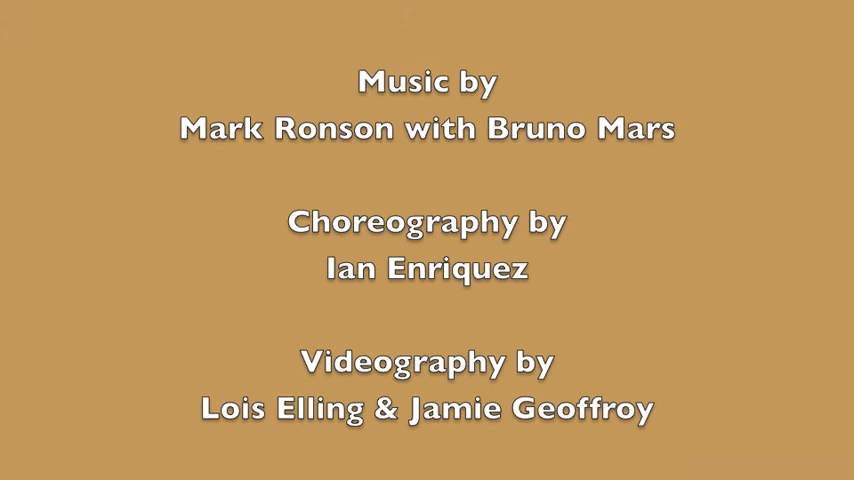 Music by
Mark Ronson with Bruno Mars
Choreography by
Ian Enriquez
Videography by
Lois Elling & Jamie Geoffroy